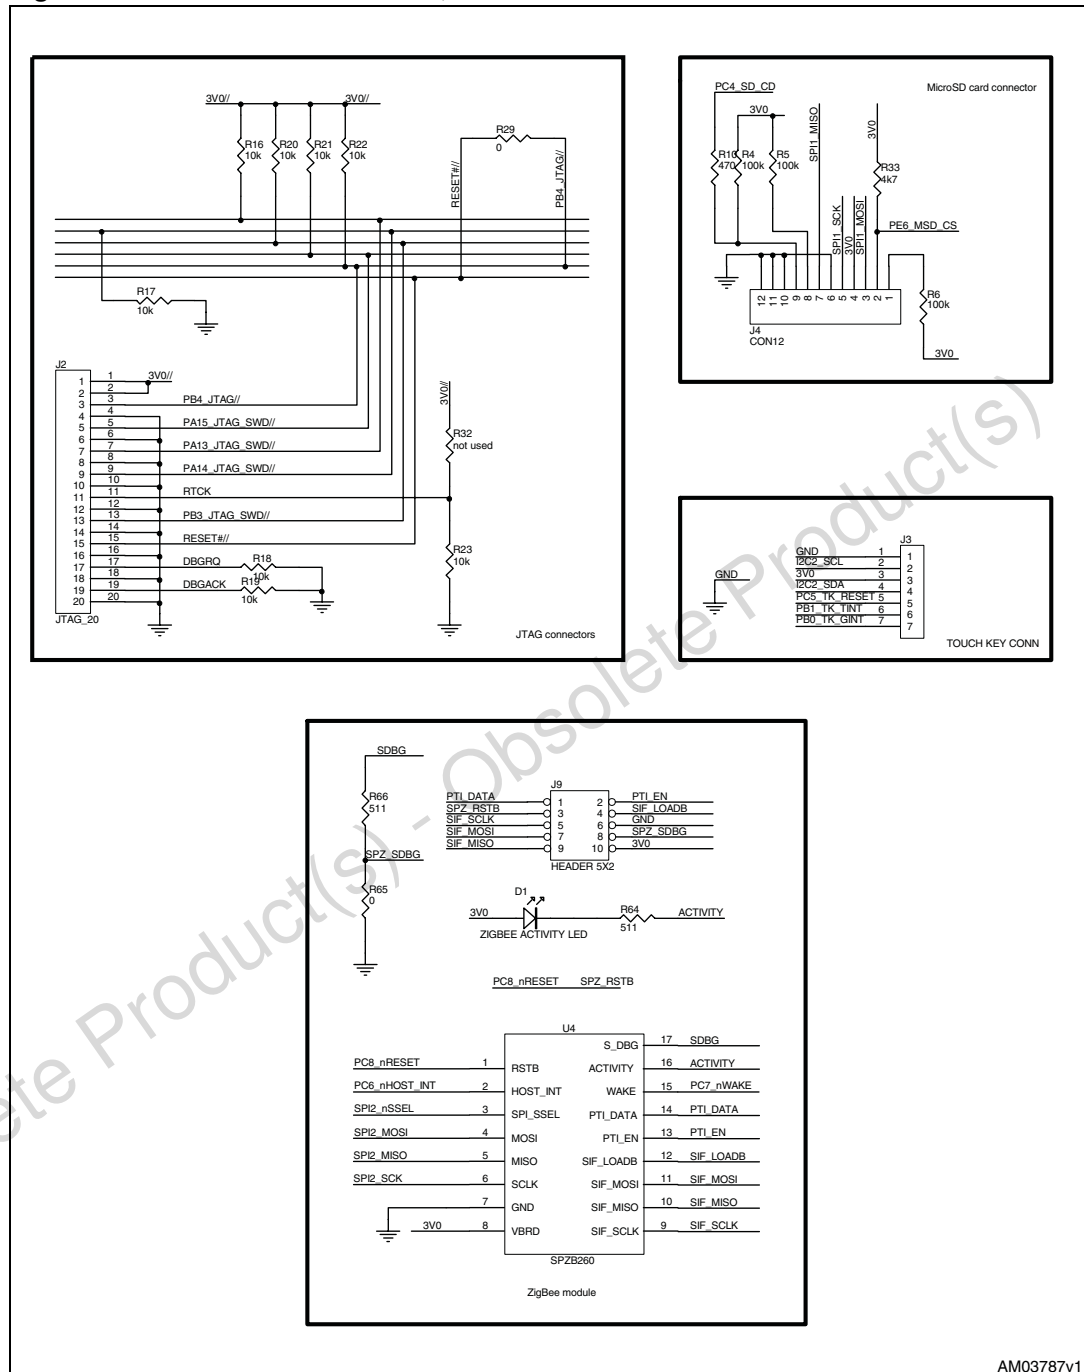 3V0//
3V0//
R16
10k
R20
10k
R21
10k
R22
10k
R29
0
RESET#//
PB4_JTAG//
R17
10k
J2
1 1 3V0//
2 2
3 3 PB4_JTAG//
4 4
5 5 PA15_JTAG_SWD//
6 6
7 7 PA13_JTAG_SWD//
8 8
9 9 PA14_JTAG_SWD//
10 10
11 11 RTCK
12 12
13 13 PB3_JTAG_SWD//
14 14
15 15 RESET#//
16 16
17 17 DBGRQ
18 18
19 19 DBGACK
20 20
JTAG_20
R18
10k
R19
10k
3V0//
R32
not used
R23
10k
JTAG connectors
PC4_SD_CD
MicroSD card connector
3V0
SPI1_MISO
3V0
R10
470
R4
100k
R5
100k
R33
4k7
SPI1_SCK
3V0
SPI1_MOSI
PE6_MSD_CS
12 11 10 9 8 7 6 5 4 3 2 1
J4
CON12
R6
100k
3V0
J3
GND 1 1
I2C2_SCL 2 2
3V0 3 3
I2C2_SDA 4 4
PC5_TK_RESET 5 5
PB1_TK_TINT 6 6
PB0_TK_GINT 7 7
GND
TOUCH KEY CONN
SDBG
R66
511
SPZ_SDBG
R65
0
J9
PTI_DATA 1 2 PTI_EN
SPZ_RSTB 3 4 SIF_LOADB
SIF_SCLK 5 6 GND
SIF_MOSI 7 8 SPZ_SDBG
SIF_MISO 9 10 3V0
HEADER 5X2
D1
3V0
R64
511
ACTIVITY
ZIGBEE ACTIVITY LED
PC8_nRESET SPZ_RSTB
U4
S_DBG 17 SDBG
PC8_nRESET 1 RSTB ACTIVITY 16 ACTIVITY
PC6_nHOST_INT 2 HOST_INT WAKE 15 PC7_nWAKE
SPI2_nSSEL 3 SPI_SSEL PTI_DATA 14 PTI_DATA
SPI2_MOSI 4 MOSI PTI_EN 13 PTI_EN
SPI2_MISO 5 MISO SIF_LOADB 12 SIF_LOADB
SPI2_SCK 6 SCLK SIF_MOSI 11 SIF_MOSI
7 GND SIF_MISO 10 SIF_MISO
3V0 8 VBRD SIF_SCLK 9 SIF_SCLK
SPZB260
ZigBee module
AM03787v1
ete Product(s) - Obsolete Product(s)